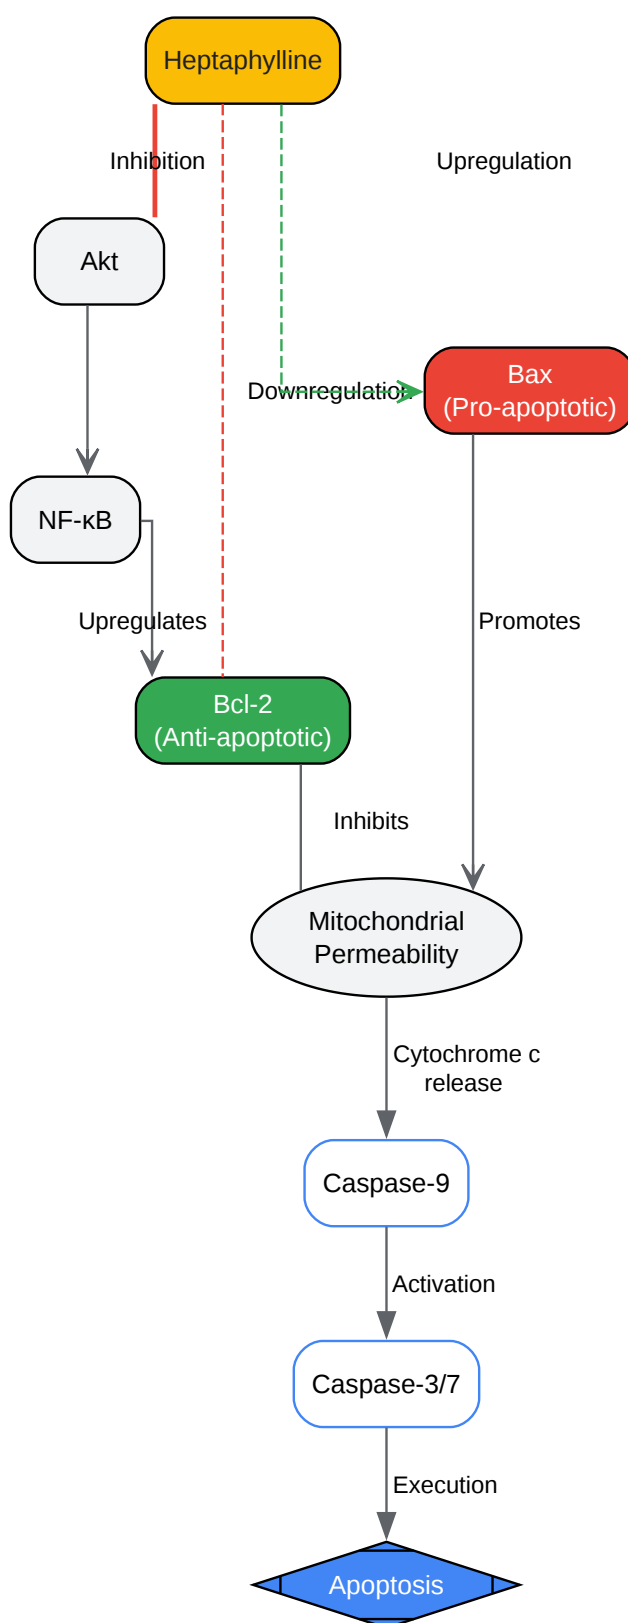 Heptaphylline
Inhibition
Upregulation
Akt
Bax
(Pro-apoptotic)
Downregulation
NF-κB
Upregulates
Promotes
Bcl-2
(Anti-apoptotic)
Inhibits
Mitochondrial
Permeability
Cytochrome c
release
Caspase-9
Activation
Caspase-3/7
Execution
Apoptosis